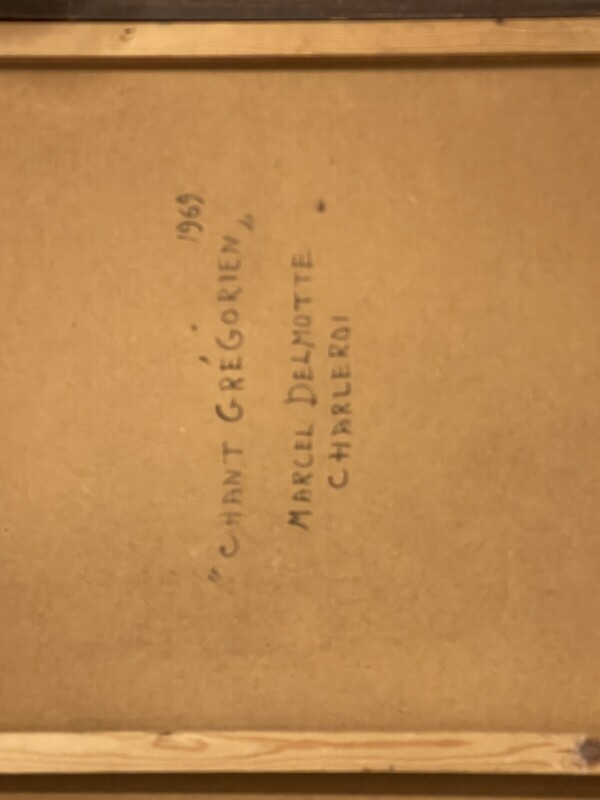 1969
"CHANT GRÉGORIEN"
MARCEL DELMOTTE
CHARLEROI